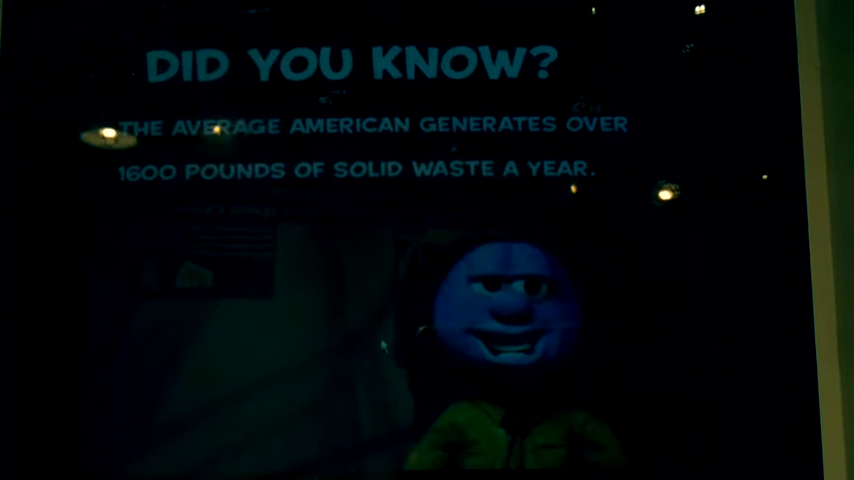 DID YOU KNOW?
THE AVERAGE AMERICAN GENERATES OVER
1600 POUNDS OF SOLID WASTE A YEAR.